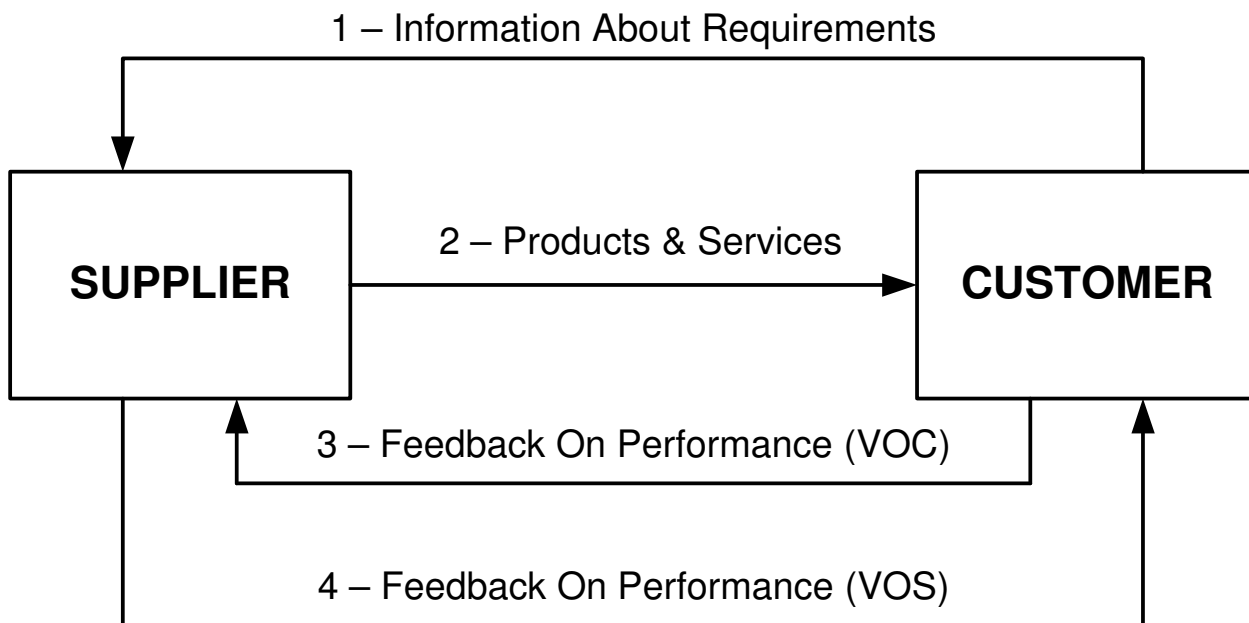 1 – Information About Requirements
2 – Products & Services
SUPPLIER
CUSTOMER
3 – Feedback On Performance (VOC)
4 – Feedback On Performance (VOS)